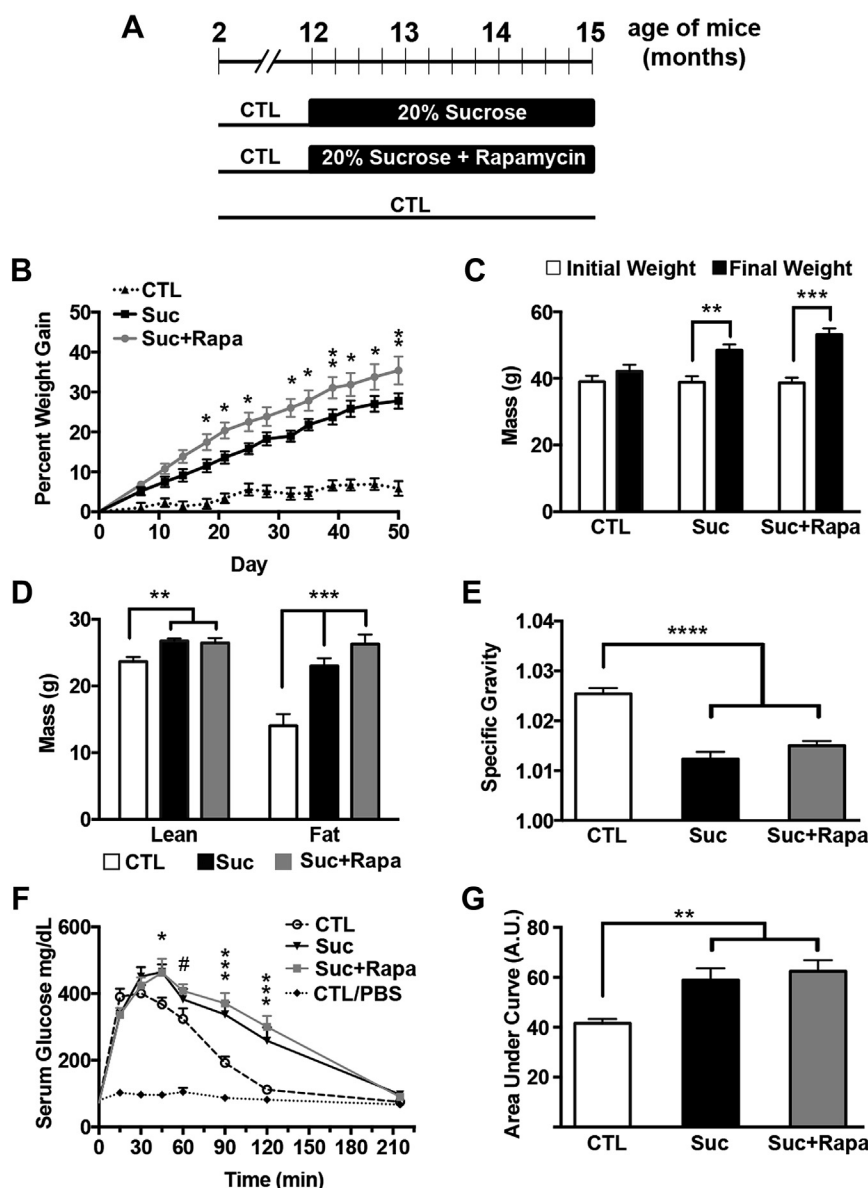 A
2 12 13 14 15 age of mice
(months)
CTL 20% Sucrose
CTL 20% Sucrose + Rapamycin
CTL
B
CTL
Suc
Suc+Rapa
Percent Weight Gain
50
40
30
20
10
0
0 10 20 30 40 50
Day
* * * * * ** * * **
C
Initial Weight Final Weight
Mass (g)
60
40
20
0
** ***
CTL Suc Suc+Rapa
D
Mass (g)
30
20
10
0
** ***
Lean Fat
CTL Suc Suc+Rapa
E
Specific Gravity
1.04
1.03
1.02
1.01
1.00
****
CTL Suc Suc+Rapa
F
CTL
Suc
Suc+Rapa
CTL/PBS
Serum Glucose mg/dL
600
400
200
0
* # *** ***
0 30 60 90 120 150 180 210
Time (min)
G
Area Under Curve (A.U.)
80
60
40
20
**
CTL Suc Suc+Rapa